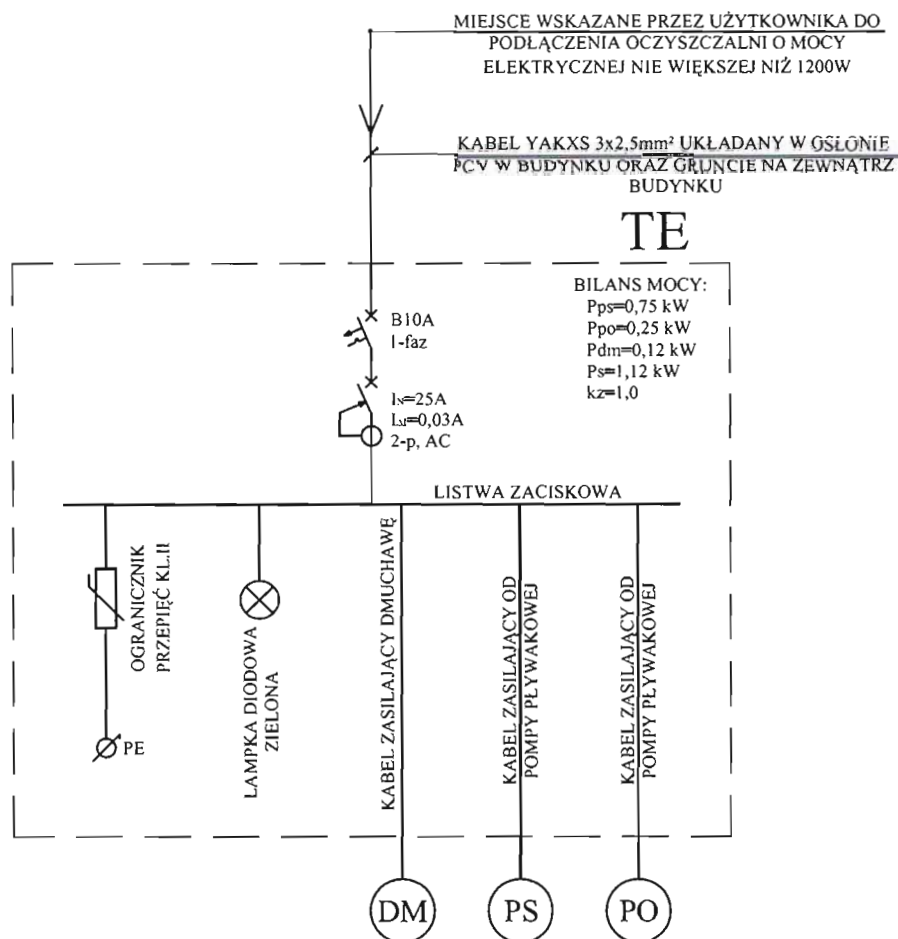 MIEJSCE WSKAZANE PRZEZ UŻYTKOWNIKA DO
PODŁĄCZENIA OCZYSZCZALNI O MOCY
ELEKTRYCZNEJ NIE WIĘKSZEJ NIŻ 1200W
KABEL YAKXS 3x2,5mm² UKŁADANY W OSŁONIE
PCV W BUDYNKU ORAZ GRUNCIE NA ZEWNĄTRZ
BUDYNKU
TE
BILANS MOCY:
Pps=0,75 kW
Ppo=0,25 kW
Pdm=0,12 kW
Ps=1,12 kW
kz=1,0
B10A
1-faz
IN=25A
I∆N=0,03A
2-p, AC
LISTWA ZACISKOWA
OGRANICZNIK
PRZEPIĘĆ KL.II
PE
LAMPKA DIODOWA
ZIELONA
KABEL ZASILAJĄCY DMUCHAWĘ
KABEL ZASILAJĄCY OD
POMPY PŁYWAKOWEJ
KABEL ZASILAJĄCY OD
POMPY PŁYWAKOWEJ
DM
PS
PO